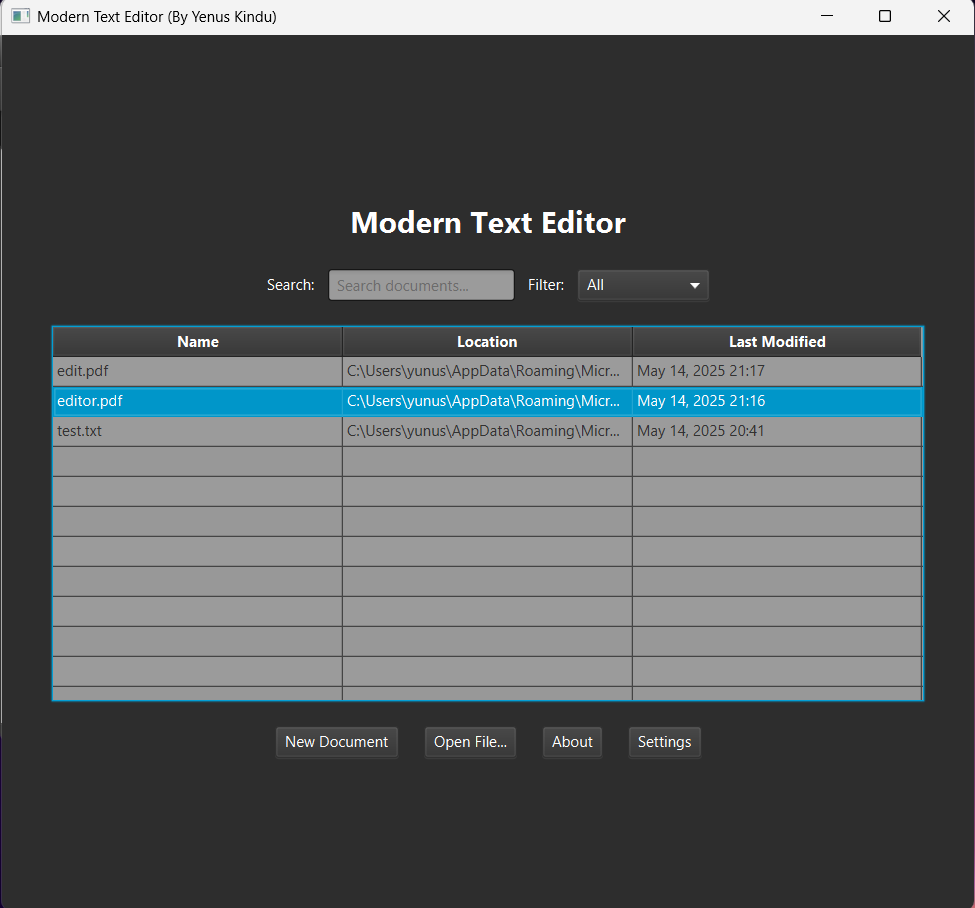 Modern Text Editor (By Yenus Kindu)
Modern Text Editor
Search: Search documents... Filter: All
Name Location Last Modified
edit.pdf C:\Users\yunus\AppData\Roaming\Micr... May 14, 2025 21:17
editor.pdf C:\Users\yunus\AppData\Roaming\Micr... May 14, 2025 21:16
test.txt C:\Users\yunus\AppData\Roaming\Micr... May 14, 2025 20:41
New Document Open File... About Settings